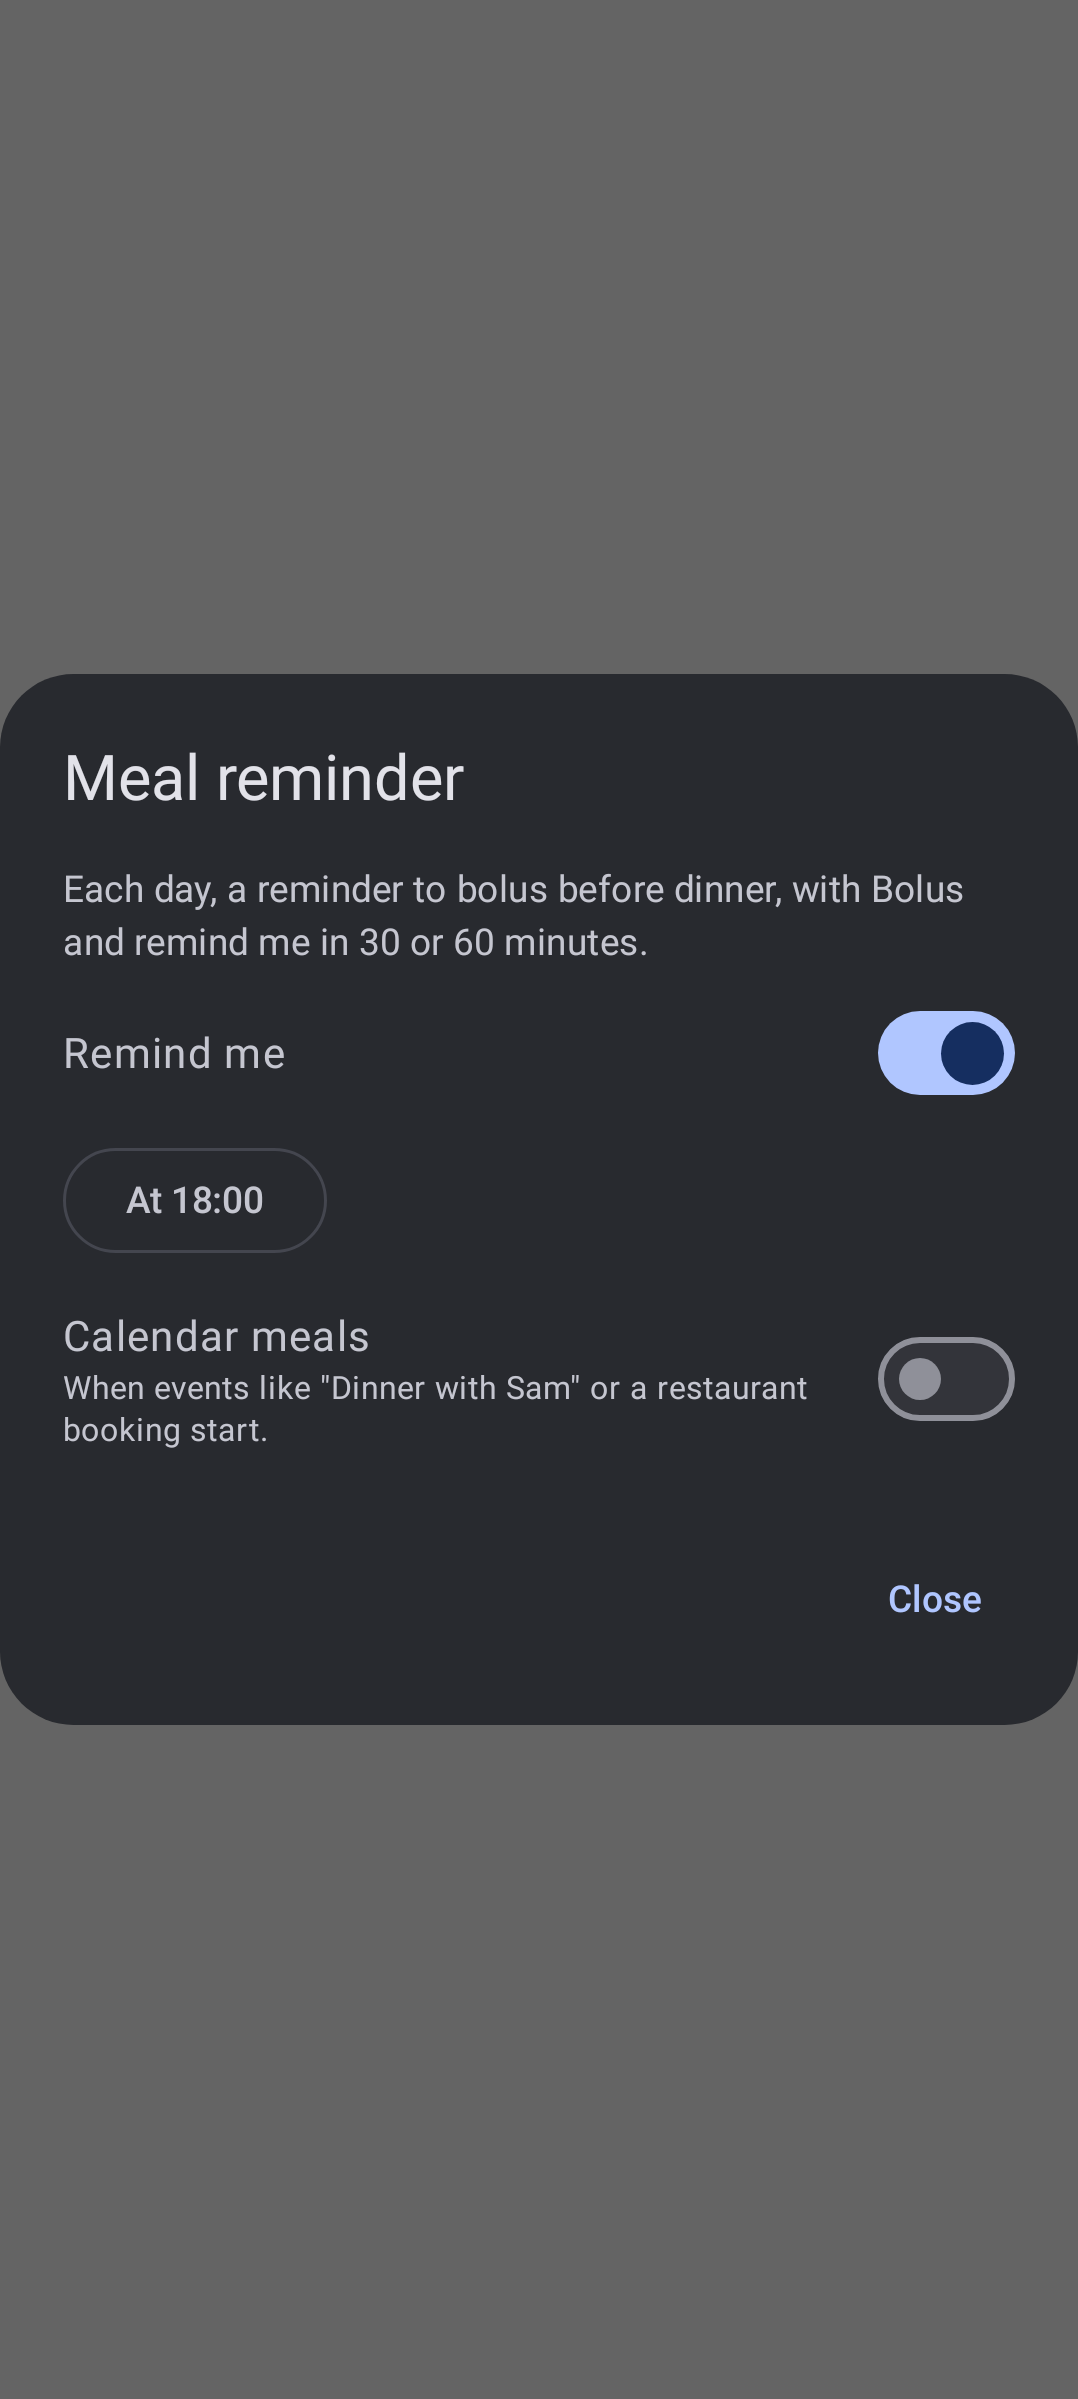 Meal reminder
Each day, a reminder to bolus before dinner, with Bolus
and remind me in 30 or 60 minutes.
Remind me
At 18:00
Calendar meals
When events like "Dinner with Sam" or a restaurant
booking start.
Close